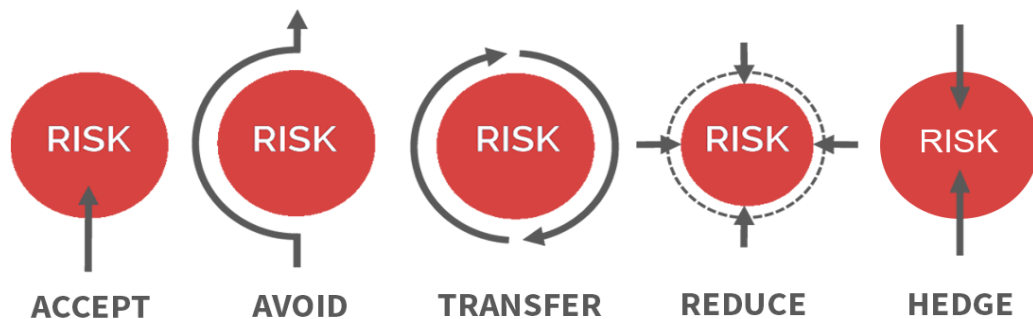 RISK RISK RISK RISK RISK
ACCEPT AVOID TRANSFER REDUCE HEDGE